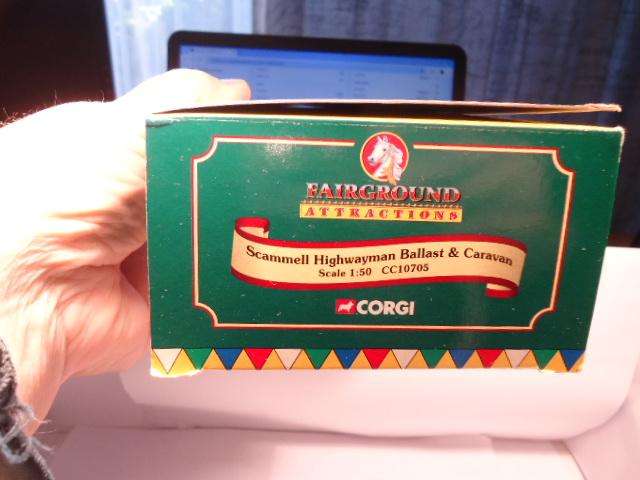 FAIRGROUND
ATTRACTIONS
Scammell Highwayman Ballast & Caravan
Scale 1:50 CC10705
CORGI